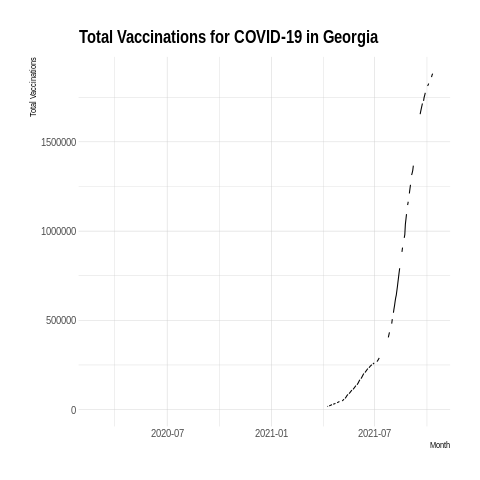 Total Vaccinations for COVID-19 in Georgia
Total Vaccinations
1500000
1000000
500000
0
2020-07
2021-01
2021-07
Month